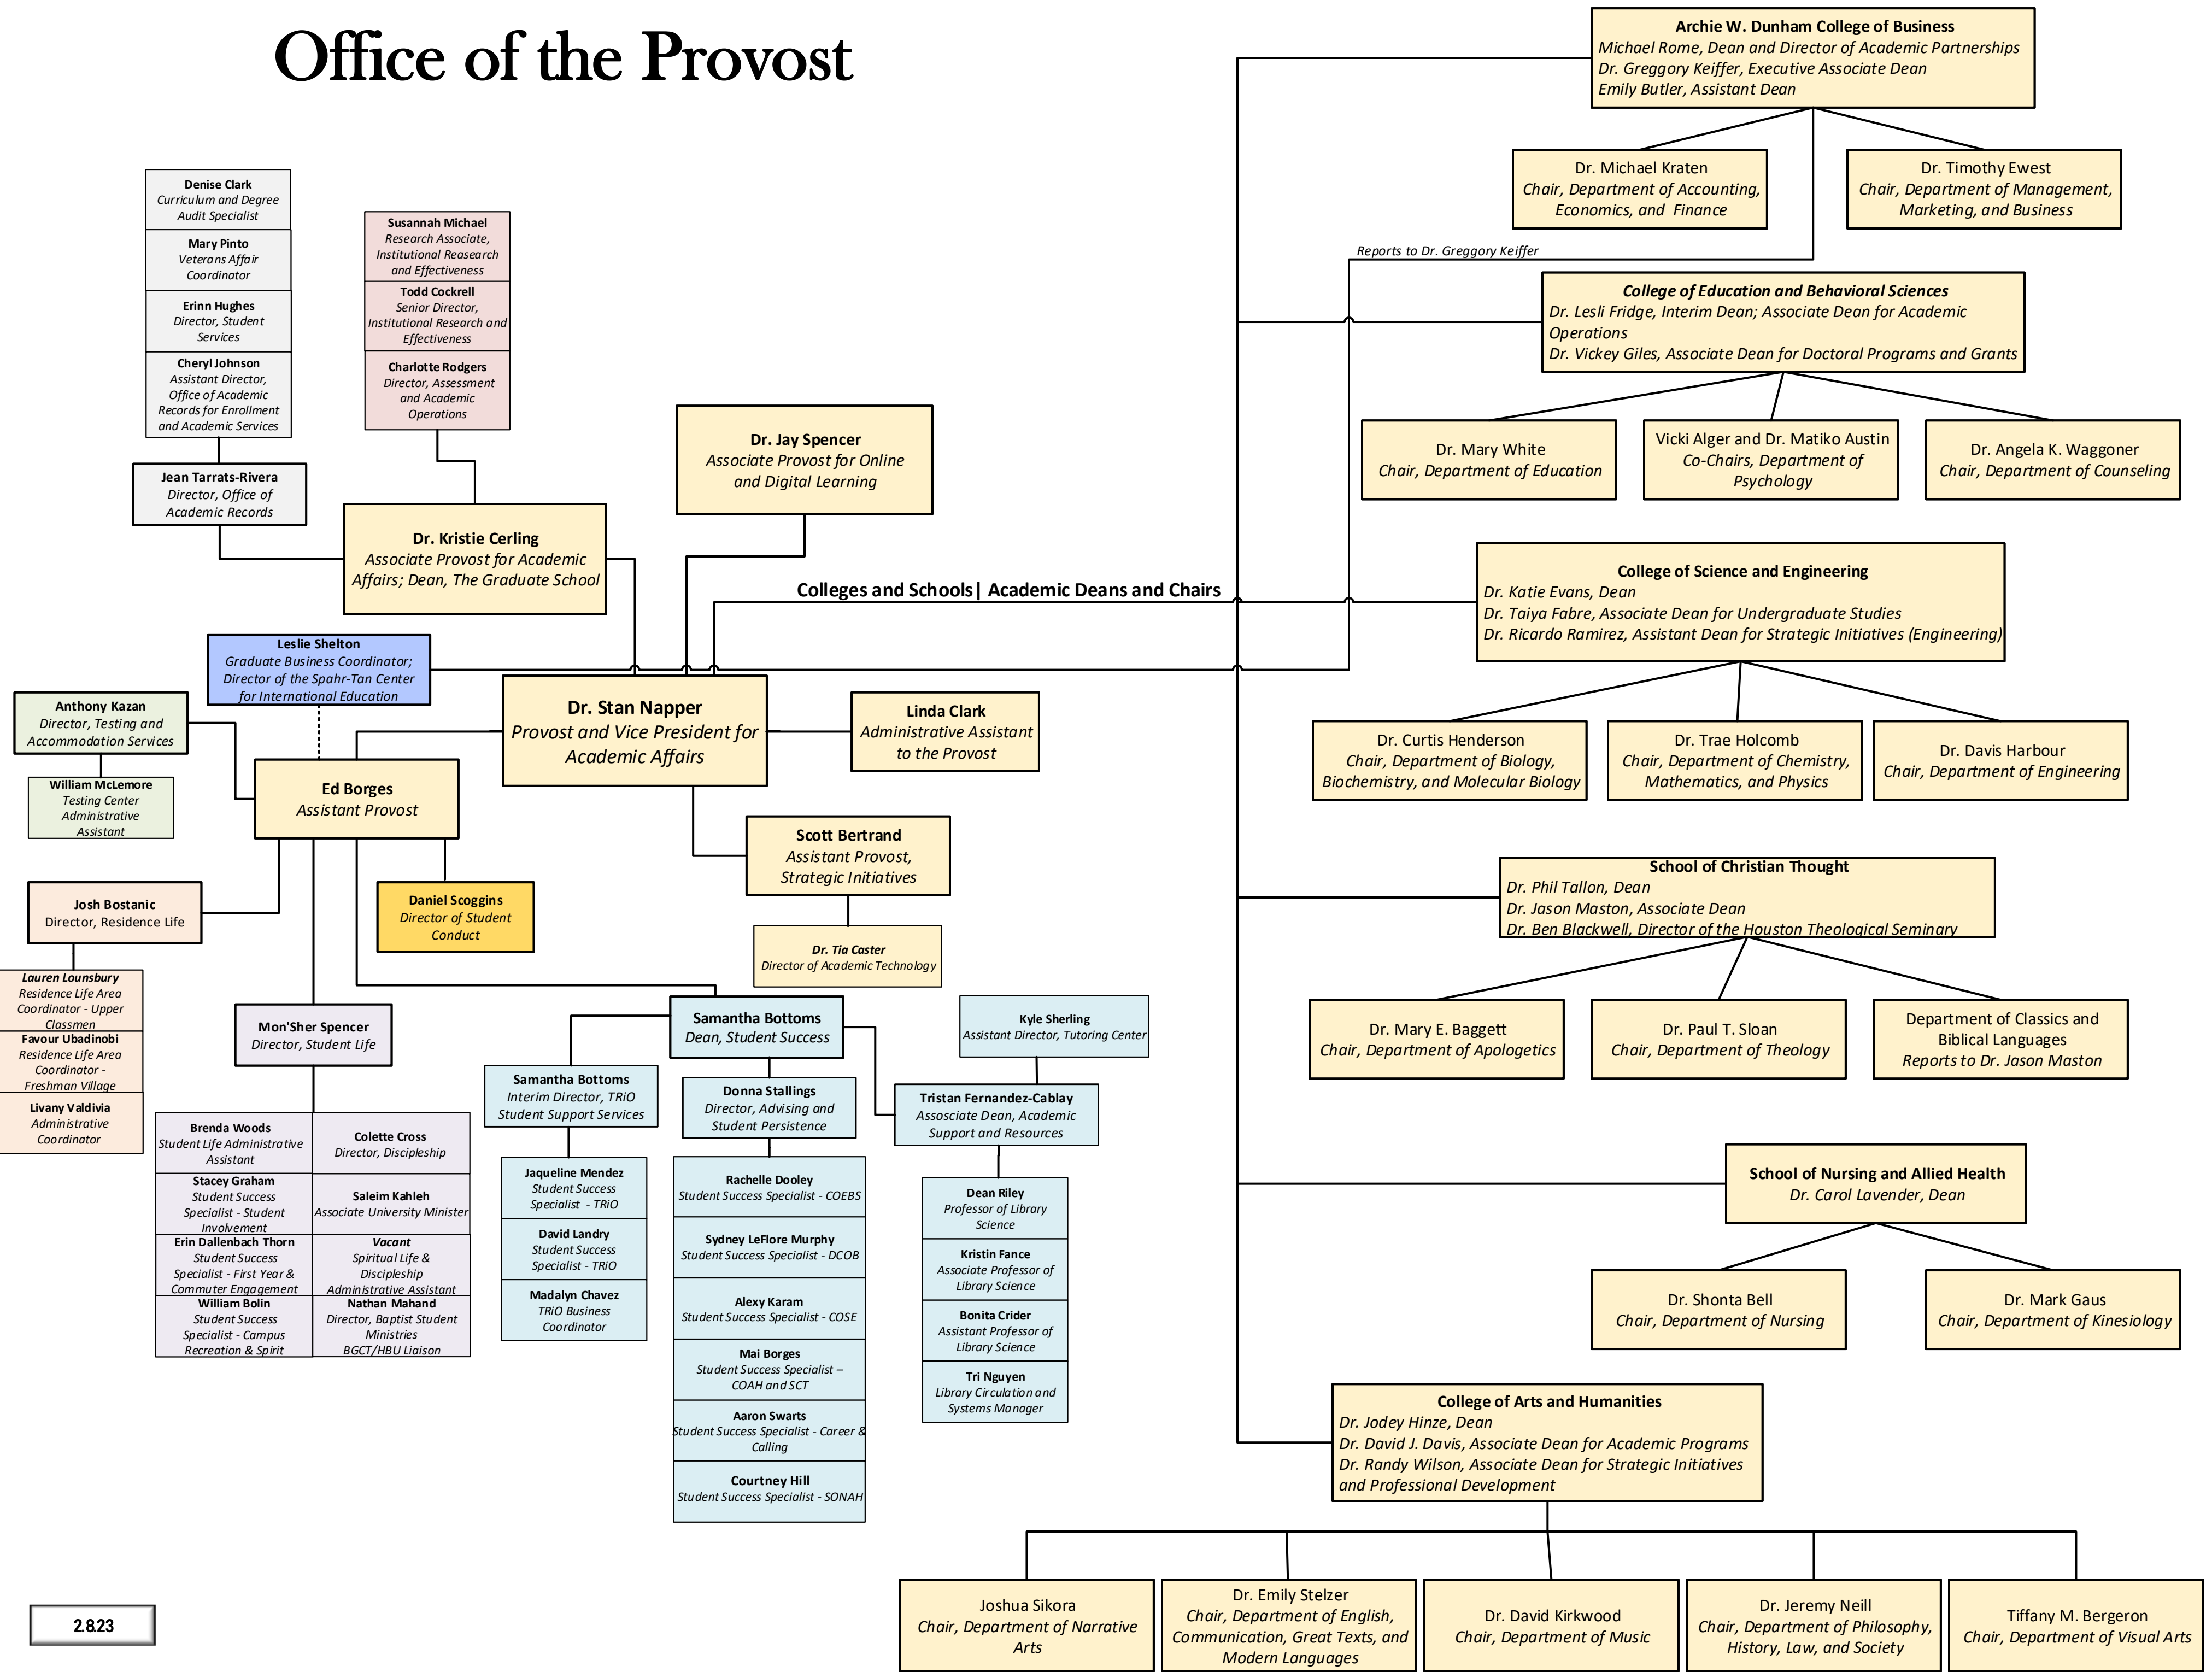 Office of the Provost
Archie W. Dunham College of Business
Michael Rome, Dean and Director of Academic Partnerships
Dr. Greggory Keiffer, Executive Associate Dean
Emily Butler, Assistant Dean
Dr. Michael Kraten
Chair, Department of Accounting,
Economics, and Finance
Dr. Timothy Ewest
Chair, Department of Management,
Marketing, and Business
Reports to Dr. Greggory Keiffer
College of Education and Behavioral Sciences
Dr. Lesli Fridge, Interim Dean; Associate Dean for Academic
Operations
Dr. Vickey Giles, Associate Dean for Doctoral Programs and Grants
Dr. Mary White
Chair, Department of Education
Vicki Alger and Dr. Matiko Austin
Co-Chairs, Department of
Psychology
Dr. Angela K. Waggoner
Chair, Department of Counseling
Denise Clark
Curriculum and Degree
Audit Specialist
Mary Pinto
Veterans Affair
Coordinator
Erinn Hughes
Director, Student
Services
Cheryl Johnson
Assistant Director,
Office of Academic
Records for Enrollment
and Academic Services
Jean Tarrats-Rivera
Director, Office of
Academic Records
Susannah Michael
Research Associate,
Institutional Reasearch
and Effectiveness
Todd Cockrell
Senior Director,
Institutional Research and
Effectiveness
Charlotte Rodgers
Director, Assessment
and Academic
Operations
Dr. Kristie Cerling
Associate Provost for Academic
Affairs; Dean, The Graduate School
Dr. Jay Spencer
Associate Provost for Online
and Digital Learning
Colleges and Schools| Academic Deans and Chairs
College of Science and Engineering
Dr. Katie Evans, Dean
Dr. Taiya Fabre, Associate Dean for Undergraduate Studies
Dr. Ricardo Ramirez, Assistant Dean for Strategic Initiatives (Engineering)
Dr. Curtis Henderson
Chair, Department of Biology,
Biochemistry, and Molecular Biology
Dr. Trae Holcomb
Chair, Department of Chemistry,
Mathematics, and Physics
Dr. Davis Harbour
Chair, Department of Engineering
Leslie Shelton
Graduate Business Coordinator;
Director of the Spahr-Tan Center
for International Education
Anthony Kazan
Director, Testing and
Accommodation Services
William McLemore
Testing Center
Administrative
Assistant
Dr. Stan Napper
Provost and Vice President for
Academic Affairs
Linda Clark
Administrative Assistant
to the Provost
Ed Borges
Assistant Provost
Scott Bertrand
Assistant Provost,
Strategic Initiatives
Dr. Tia Caster
Director of Academic Technology
Josh Bostanic
Director, Residence Life
Daniel Scoggins
Director of Student
Conduct
Lauren Lounsbury
Residence Life Area
Coordinator - Upper
Classmen
Favour Ubadinobi
Residence Life Area
Coordinator -
Freshman Village
Livany Valdivia
Administrative
Coordinator
Mon'Sher Spencer
Director, Student Life
Brenda Woods
Student Life Administrative
Assistant
Colette Cross
Director, Discipleship
Stacey Graham
Student Success
Specialist - Student
Involvement
Saleim Kahleh
Associate University Minister
Erin Dallenbach Thorn
Student Success
Specialist - First Year &
Commuter Engagement
Vacant
Spiritual Life &
Discipleship
Administrative Assistant
William Bolin
Student Success
Specialist - Campus
Recreation & Spirit
Nathan Mahand
Director, Baptist Student
Ministries
BGCT/HBU Liaison
Samantha Bottoms
Dean, Student Success
Samantha Bottoms
Interim Director, TRiO
Student Support Services
Jaqueline Mendez
Student Success
Specialist - TRiO
David Landry
Student Success
Specialist - TRiO
Madalyn Chavez
TRiO Business
Coordinator
Donna Stallings
Director, Advising and
Student Persistence
Rachelle Dooley
Student Success Specialist - COEBS
Sydney LeFlore Murphy
Student Success Specialist - DCOB
Alexy Karam
Student Success Specialist - COSE
Mai Borges
Student Success Specialist –
COAH and SCT
Aaron Swarts
Student Success Specialist - Career &
Calling
Courtney Hill
Student Success Specialist - SONAH
Kyle Sherling
Assistant Director, Tutoring Center
Tristan Fernandez-Cablay
Assosciate Dean, Academic
Support and Resources
Dean Riley
Professor of Library
Science
Kristin Fance
Associate Professor of
Library Science
Bonita Crider
Assistant Professor of
Library Science
Tri Nguyen
Library Circulation and
Systems Manager
School of Christian Thought
Dr. Phil Tallon, Dean
Dr. Jason Maston, Associate Dean
Dr. Ben Blackwell, Director of the Houston Theological Seminary
Dr. Mary E. Baggett
Chair, Department of Apologetics
Dr. Paul T. Sloan
Chair, Department of Theology
Department of Classics and
Biblical Languages
Reports to Dr. Jason Maston
School of Nursing and Allied Health
Dr. Carol Lavender, Dean
Dr. Shonta Bell
Chair, Department of Nursing
Dr. Mark Gaus
Chair, Department of Kinesiology
College of Arts and Humanities
Dr. Jodey Hinze, Dean
Dr. David J. Davis, Associate Dean for Academic Programs
Dr. Randy Wilson, Associate Dean for Strategic Initiatives
and Professional Development
Joshua Sikora
Chair, Department of Narrative
Arts
Dr. Emily Stelzer
Chair, Department of English,
Communication, Great Texts, and
Modern Languages
Dr. David Kirkwood
Chair, Department of Music
Dr. Jeremy Neill
Chair, Department of Philosophy,
History, Law, and Society
Tiffany M. Bergeron
Chair, Department of Visual Arts
2.8.23